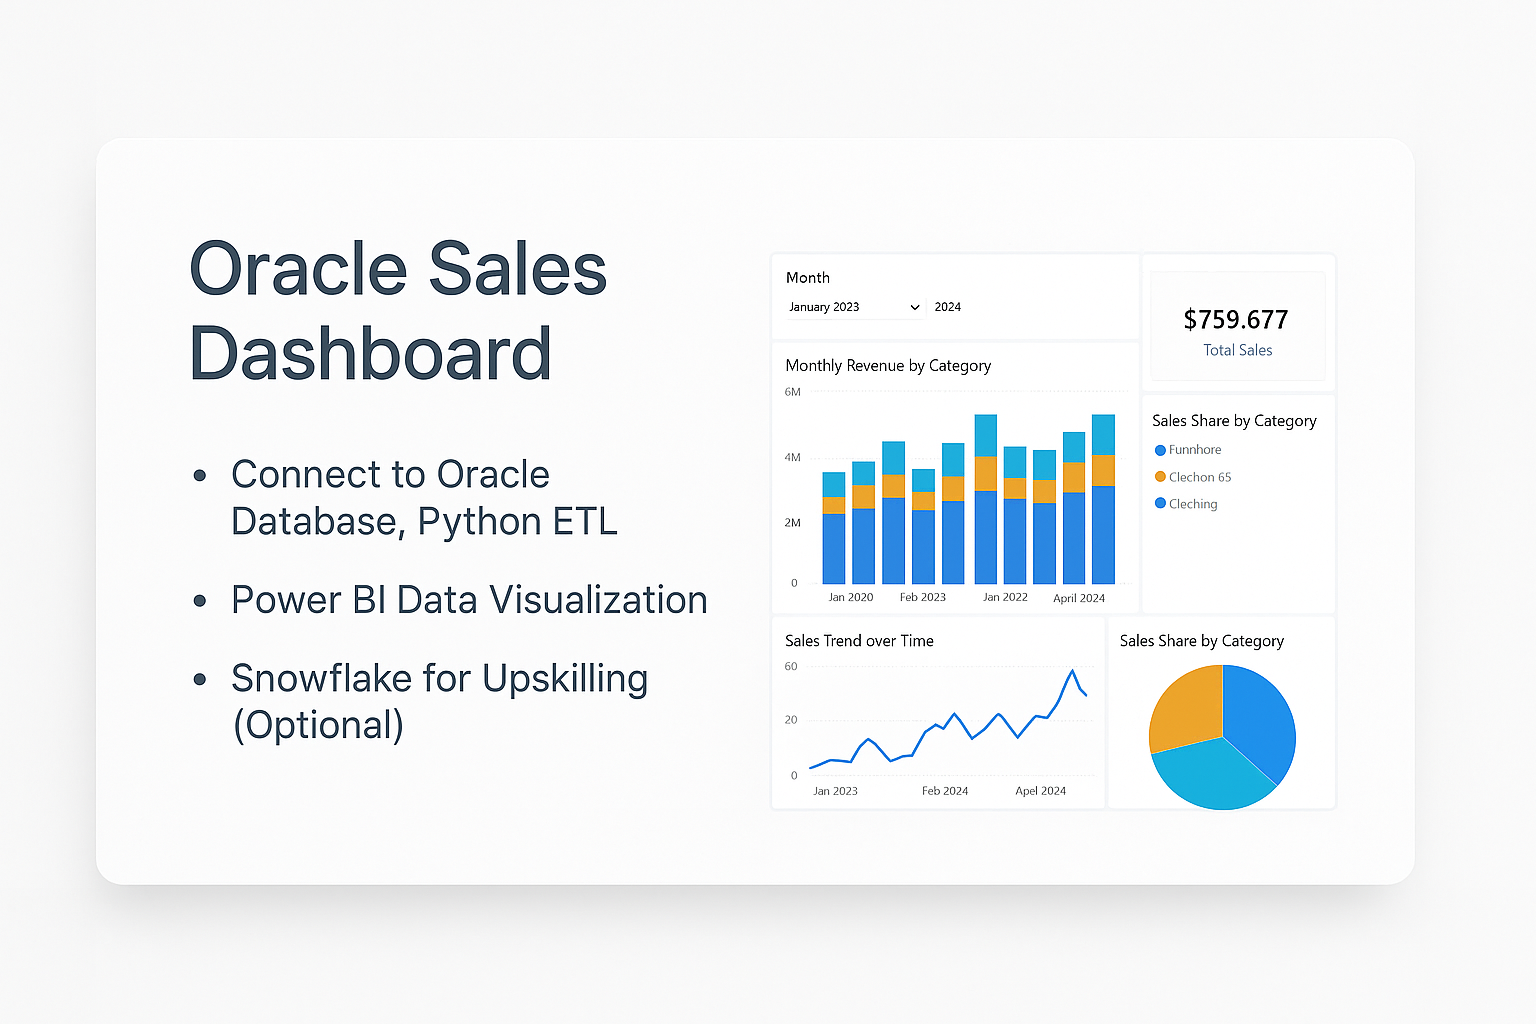 Oracle Sales
Dashboard
• Connect to Oracle
Database, Python ETL
• Power BI Data Visualization
• Snowflake for Upskilling
(Optional)
Month
January 2023 2024
$759.677
Total Sales
Monthly Revenue by Category
6M
4M
2M
0
Jan 2020 Feb 2023 Jan 2022 April 2024
Sales Share by Category
Funnhore
Clechon 65
Cleching
Sales Trend over Time
60
20
0
Jan 2023 Feb 2024 Apel 2024
Sales Share by Category